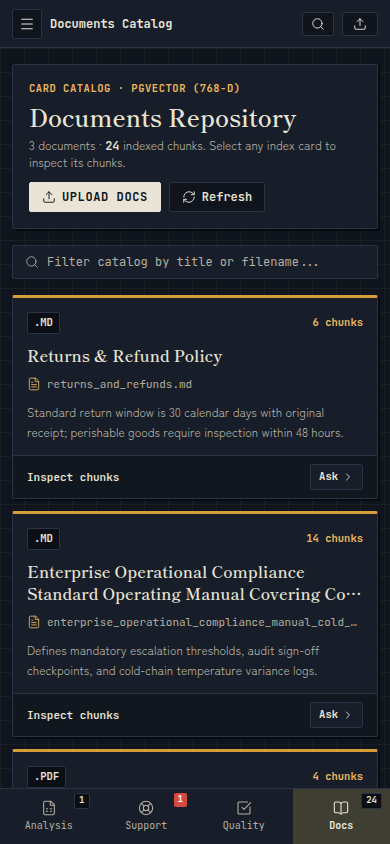 Documents Catalog
CARD CATALOG · PGVECTOR (768-D)
Documents Repository
3 documents · 24 indexed chunks. Select any index card to
inspect its chunks.
UPLOAD DOCS
Refresh
Filter catalog by title or filename...
.MD
6 chunks
Returns & Refund Policy
returns_and_refunds.md
Standard return window is 30 calendar days with original
receipt; perishable goods require inspection within 48 hours.
Inspect chunks
Ask
.MD
14 chunks
Enterprise Operational Compliance
Standard Operating Manual Covering Co…
enterprise_operational_compliance_manual_cold_…
Defines mandatory escalation thresholds, audit sign-off
checkpoints, and cold-chain temperature variance logs.
Inspect chunks
Ask
.PDF
4 chunks
1
1
24
Analysis
Support
Quality
Docs